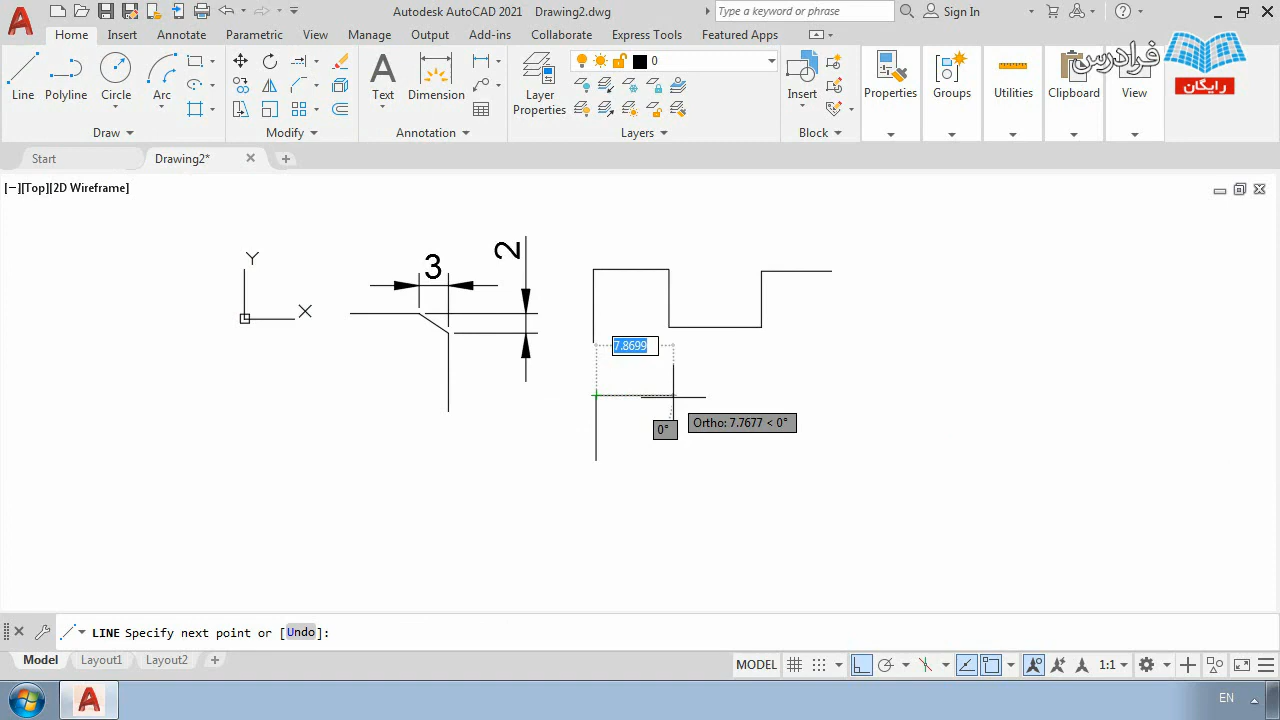 Autodesk AutoCAD 2021 Drawing2.dwg
Type a keyword or phrase
Sign In
Home Insert Annotate Parametric View Manage Output Add-ins Collaborate Express Tools Featured Apps
فرادرس
رایگان
Line Polyline Circle Arc
Text Dimension
Layer
Properties
0
Insert
Properties Groups Utilities Clipboard View
Draw Modify Annotation Layers Block
Start Drawing2*
[−][Top][2D Wireframe]
Y
X
3
2
7.8699
0°
Ortho: 7.7677 < 0°
LINE Specify next point or [Undo]:
Model Layout1 Layout2
MODEL
1:1
EN